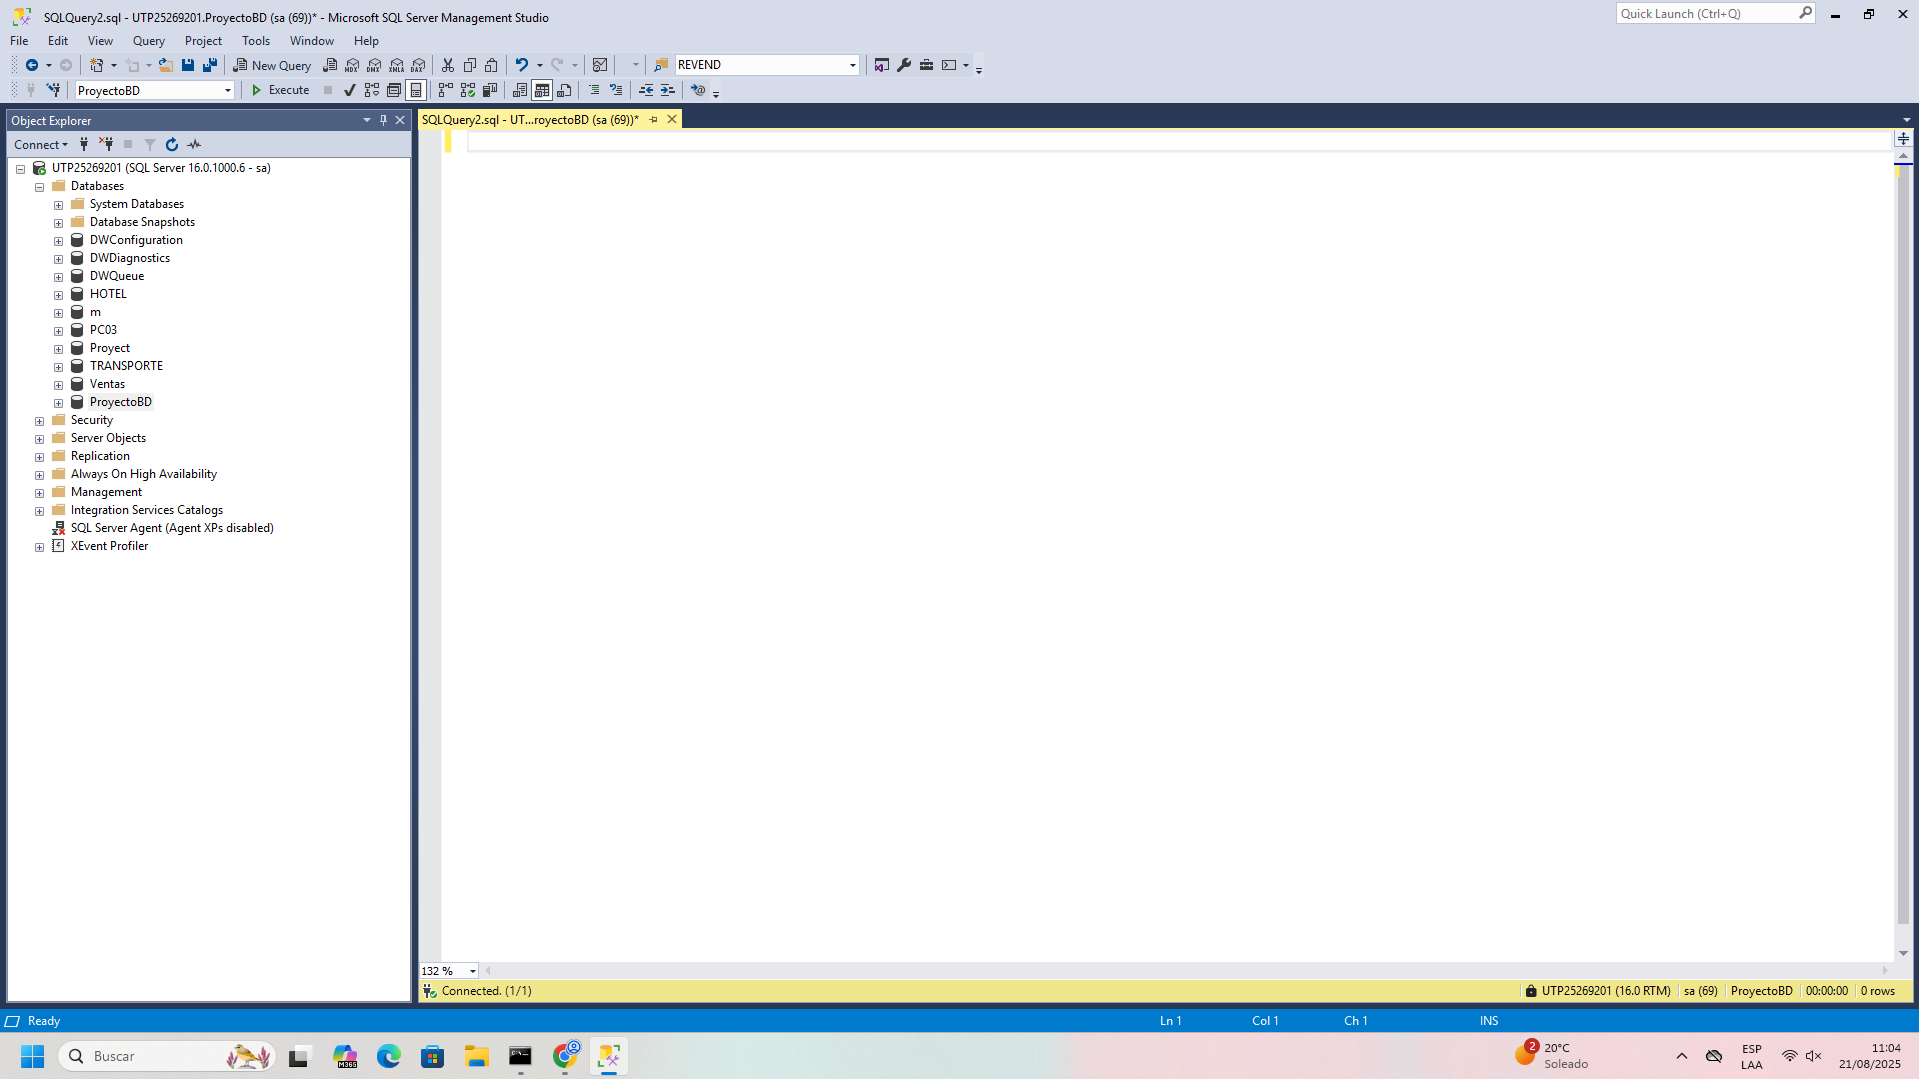 SQLQuery2.sql - UTP25269201.ProyectoBD (sa (69))* - Microsoft SQL Server Management Studio
Quick Launch (Ctrl+Q)
File Edit View Query Project Tools Window Help
New Query
MDX DMX XMLA DAX
REVEND
ProyectoBD
Execute
Object Explorer
SQLQuery2.sql - UT...royectoBD (sa (69))*
Connect
UTP25269201 (SQL Server 16.0.1000.6 - sa)
Databases
System Databases
Database Snapshots
DWConfiguration
DWDiagnostics
DWQueue
HOTEL
m
PC03
Proyect
TRANSPORTE
Ventas
ProyectoBD
Security
Server Objects
Replication
Always On High Availability
Management
Integration Services Catalogs
SQL Server Agent (Agent XPs disabled)
XEvent Profiler
132 %
Connected. (1/1)
UTP25269201 (16.0 RTM) sa (69) ProyectoBD 00:00:00 0 rows
Ready
Ln 1 Col 1 Ch 1 INS
Buscar
M365
2
20°C
Soleado
ESP
LAA
11:04
21/08/2025